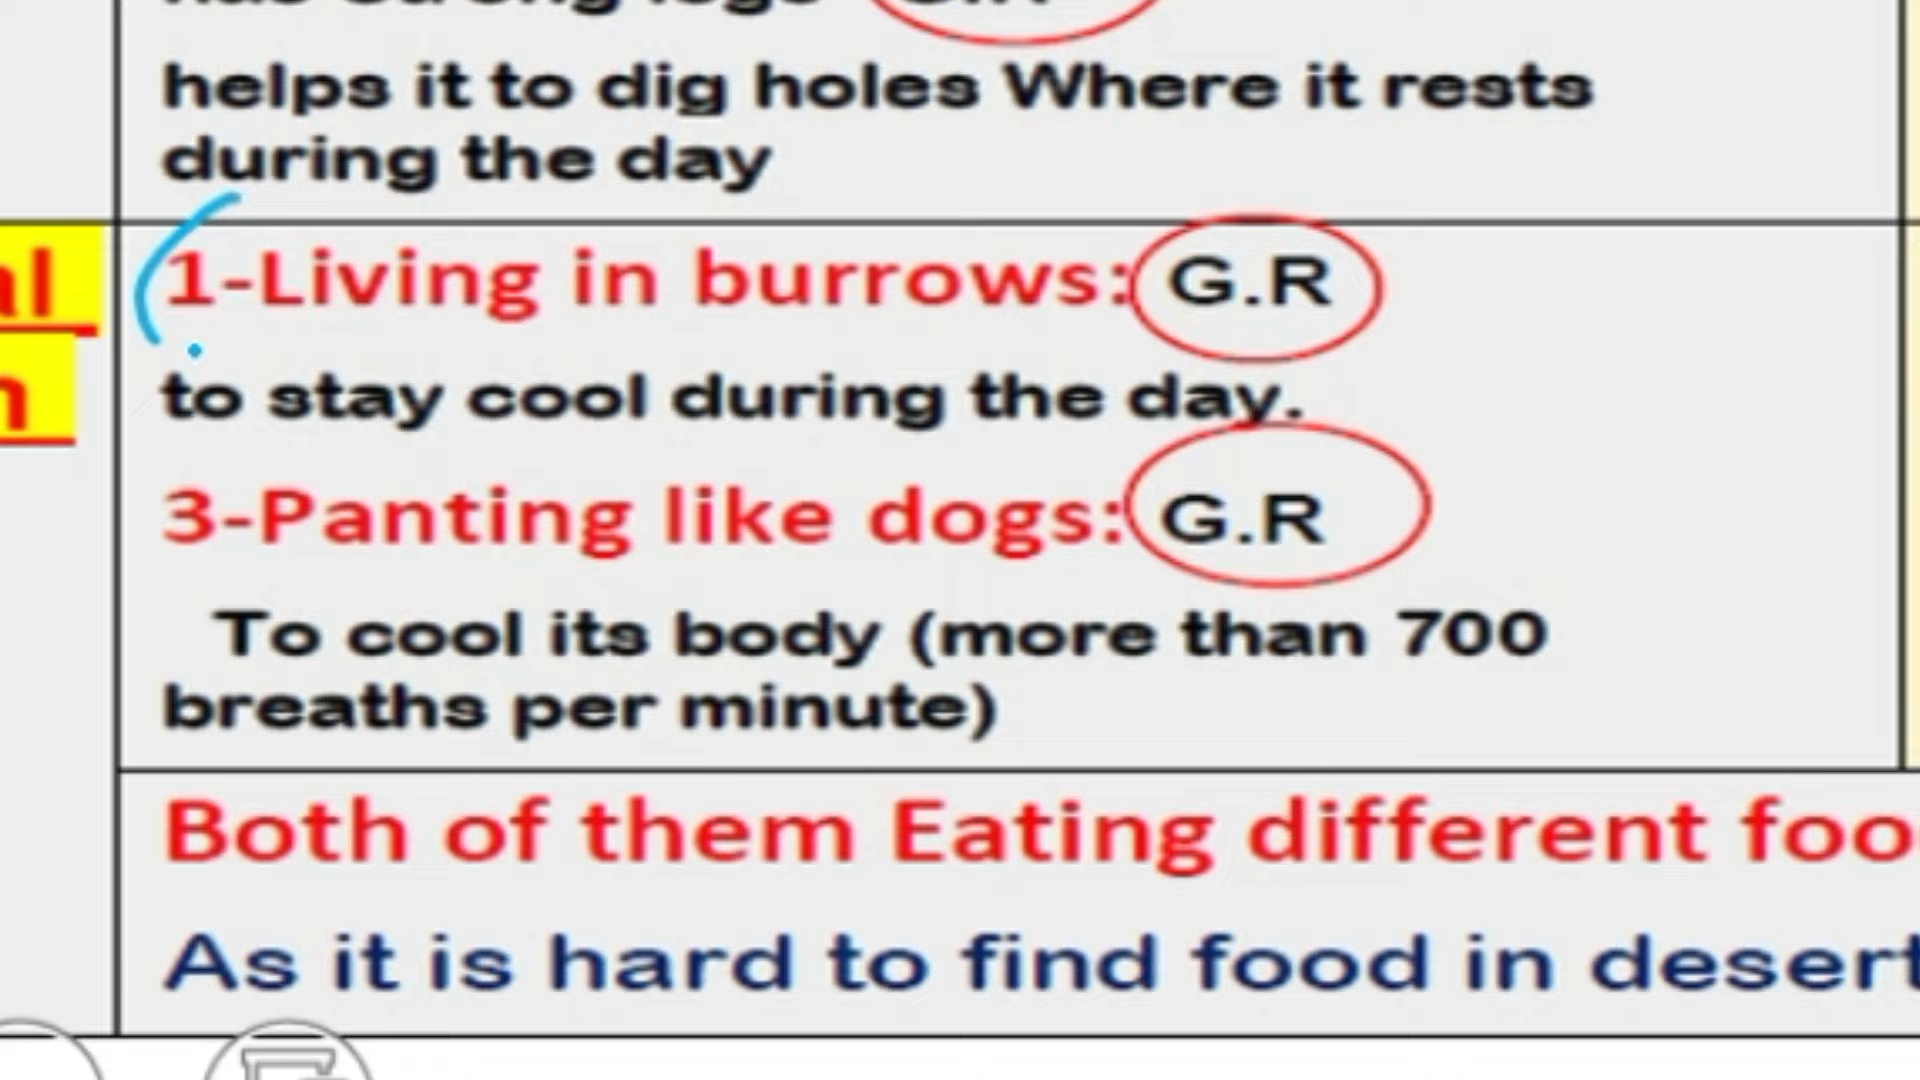 helps it to dig holes Where it rests
during the day
1-Living in burrows: G.R
to stay cool during the day.
3-Panting like dogs: G.R
To cool its body (more than 700
breaths per minute)
Both of them Eating different
As it is hard to find food in desert